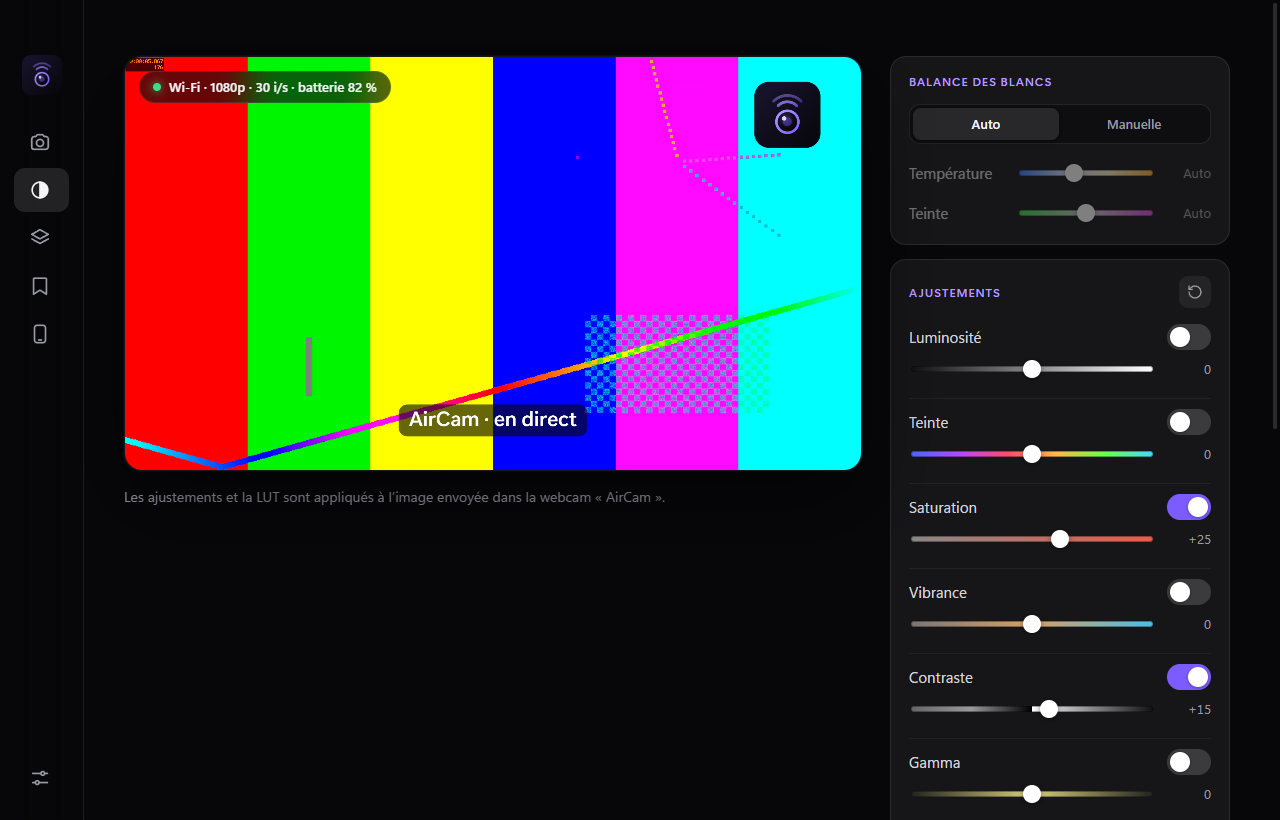 Wi-Fi · 1080p · 30 i/s · batterie 82 %
AirCam · en direct
Les ajustements et la LUT sont appliqués à l’image envoyée dans la webcam « AirCam ».
BALANCE DES BLANCS
Auto
Manuelle
Température
Auto
Teinte
Auto
AJUSTEMENTS
Luminosité
0
Teinte
0
Saturation
+25
Vibrance
0
Contraste
+15
Gamma
0